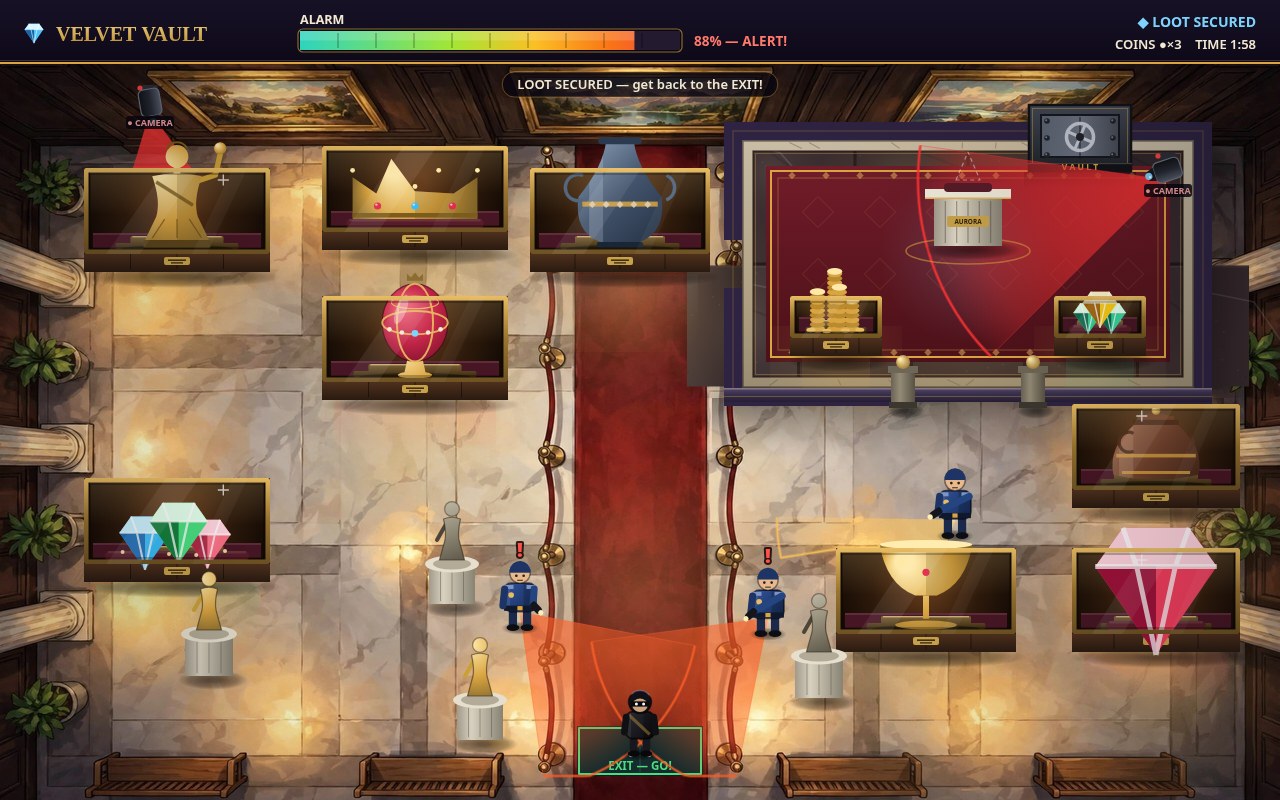 VELVET VAULT
ALARM
88% — ALERT!
◆ LOOT SECURED
COINS ●×3 TIME 1:58
LOOT SECURED — get back to the EXIT!
● CAMERA
VAULT
● CAMERA
AURORA
!
!
EXIT — GO!